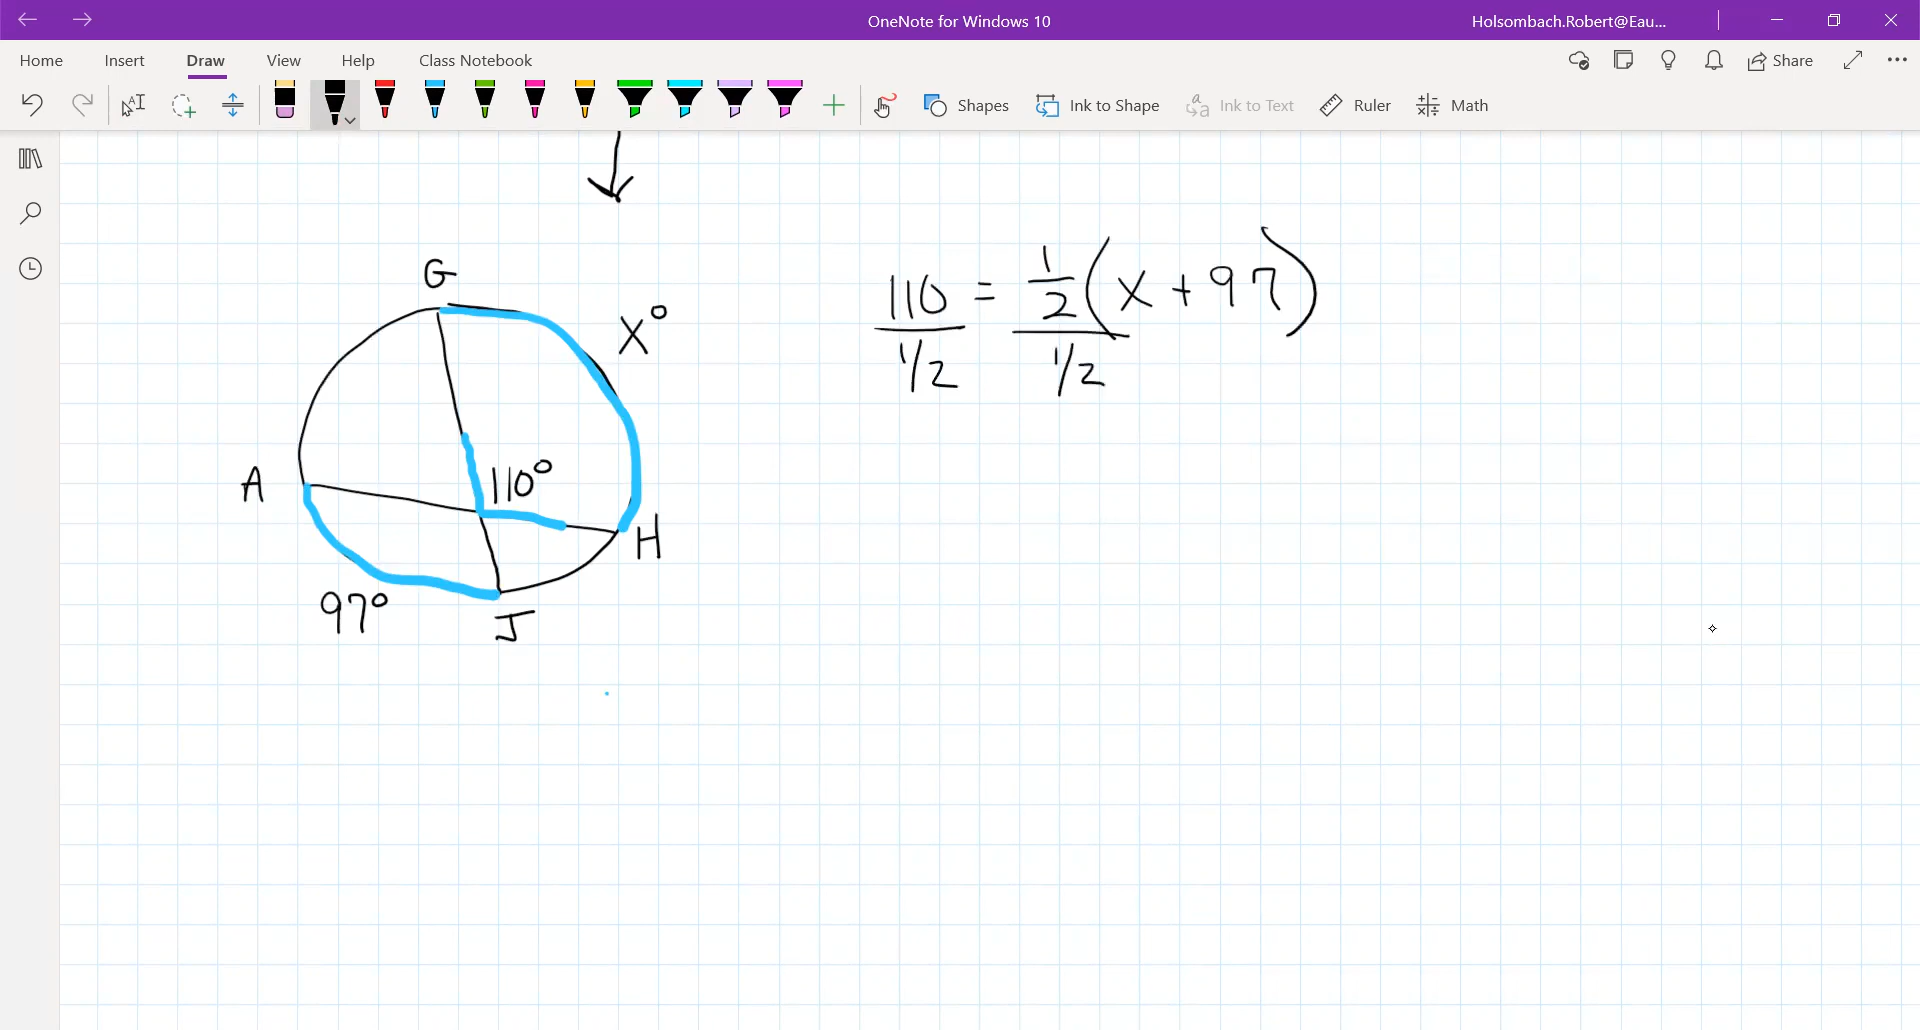 OneNote for Windows 10
Holsombach.Robert@Eau...
Home Insert Draw View Help Class Notebook
Share
Shapes Ink to Shape Ink to Text Ruler Math
G
X°
110 = 1/2 (X + 97)
1/2 1/2
A
110°
H
97°
J